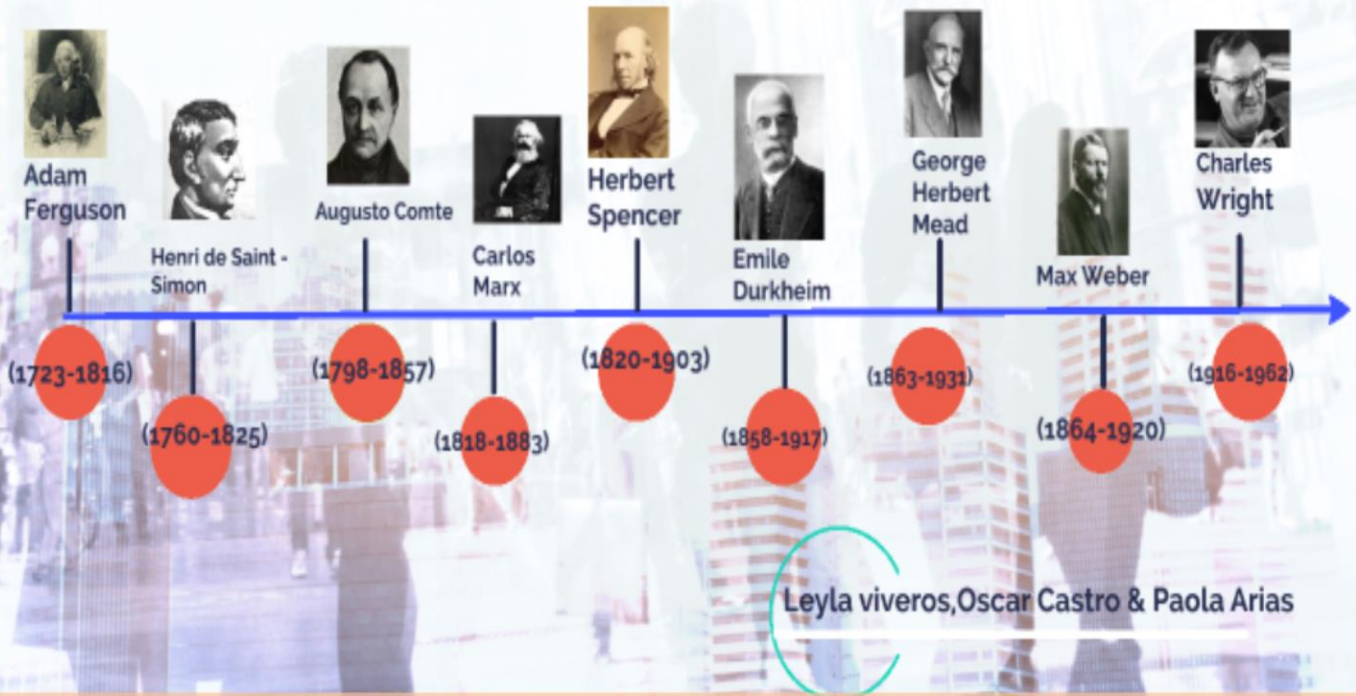 Adam
Ferguson
(1723-1816)
Henri de Saint -
Simon
(1760-1825)
Augusto Comte
(1798-1857)
Carlos
Marx
(1818-1883)
Herbert
Spencer
(1820-1903)
Emile
Durkheim
(1858-1917)
George
Herbert
Mead
(1863-1931)
Max Weber
(1864-1920)
Charles
Wright
(1916-1962)
Leyla viveros,Oscar Castro & Paola Arias